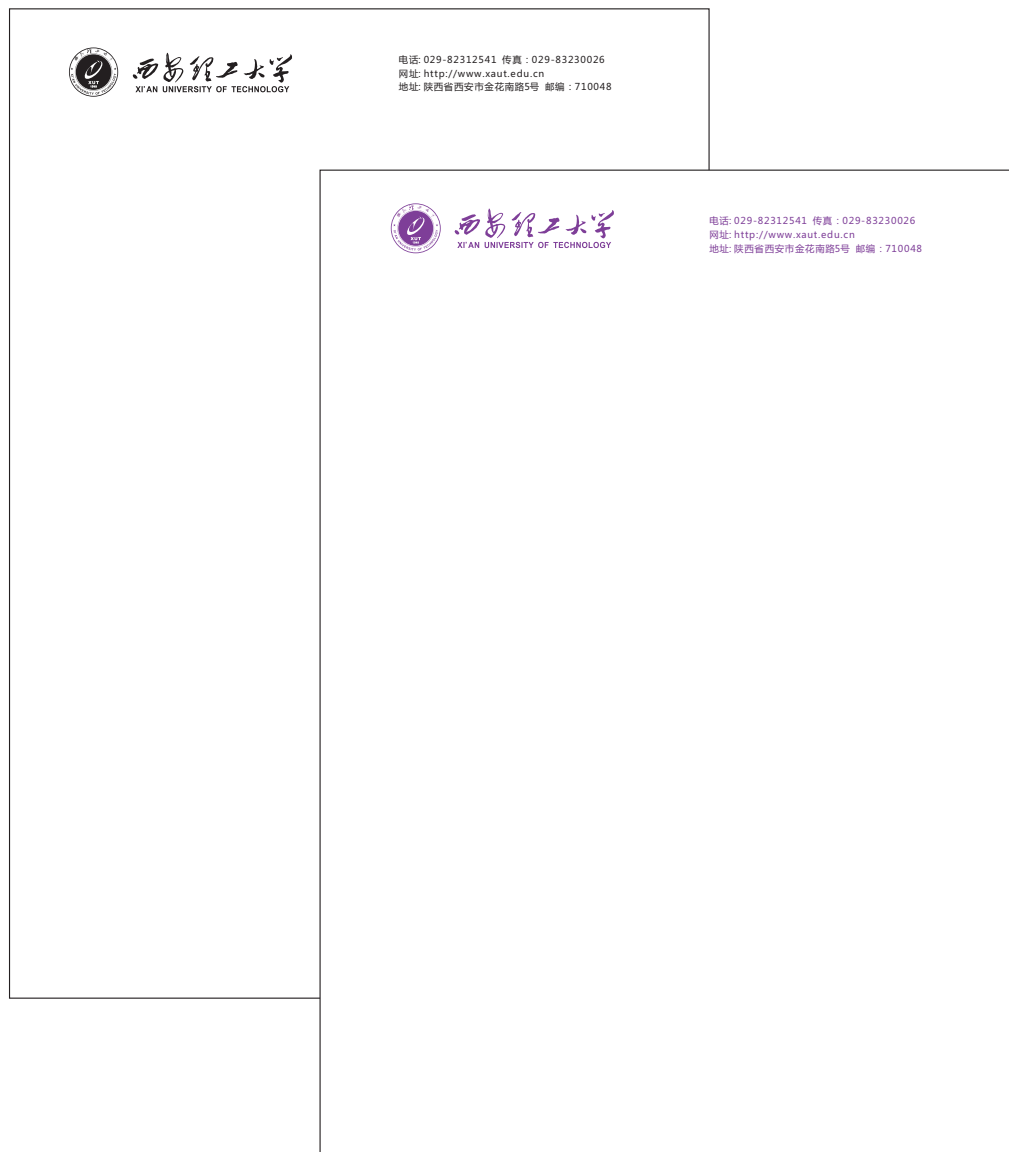 西安理工大学
XI'AN UNIVERSITY OF TECHNOLOGY
XUT
电话: 029-82312541 传真：029-83230026
网址: http://www.xaut.edu.cn
地址: 陕西省西安市金花南路5号 邮编：710048
西安理工大学
XI'AN UNIVERSITY OF TECHNOLOGY
XUT
电话: 029-82312541 传真：029-83230026
网址: http://www.xaut.edu.cn
地址: 陕西省西安市金花南路5号 邮编：710048